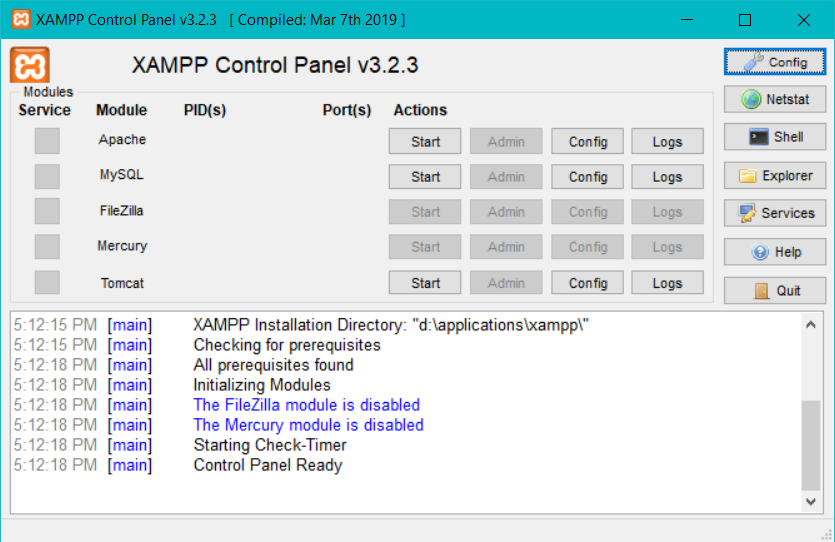 XAMPP Control Panel v3.2.3 [ Compiled: Mar 7th 2019 ]
XAMPP Control Panel v3.2.3
Config
Modules
Service Module PID(s) Port(s) Actions
Netstat
Apache Start Admin Config Logs
Shell
MySQL Start Admin Config Logs
Explorer
FileZilla Start Admin Config Logs
Services
Mercury Start Admin Config Logs
Help
Tomcat Start Admin Config Logs
Quit
5:12:15 PM [main] XAMPP Installation Directory: "d:\applications\xampp\"
5:12:15 PM [main] Checking for prerequisites
5:12:18 PM [main] All prerequisites found
5:12:18 PM [main] Initializing Modules
5:12:18 PM [main] The FileZilla module is disabled
5:12:18 PM [main] The Mercury module is disabled
5:12:18 PM [main] Starting Check-Timer
5:12:18 PM [main] Control Panel Ready